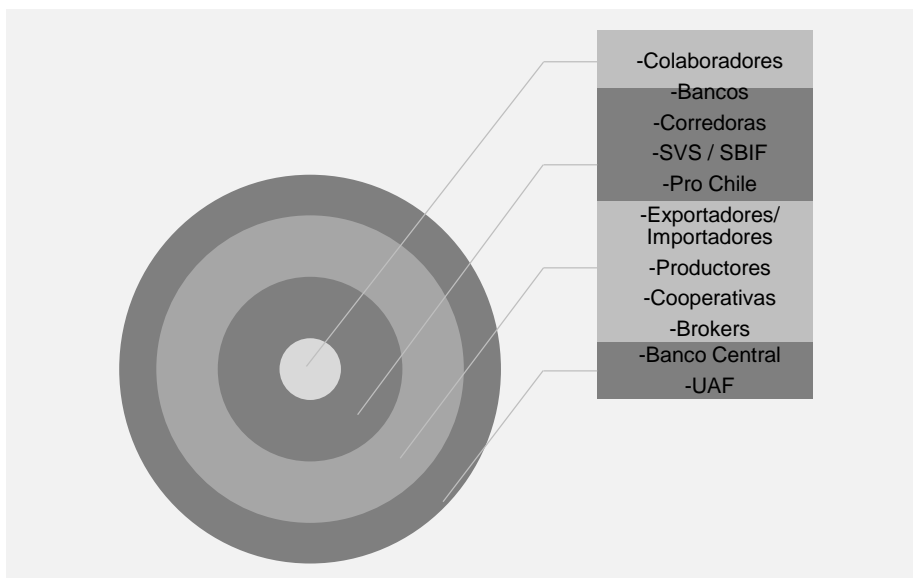 -Colaboradores
-Bancos
-Corredoras
-SVS / SBIF
-Pro Chile
-Exportadores/
Importadores
-Productores
-Cooperativas
-Brokers
-Banco Central
-UAF